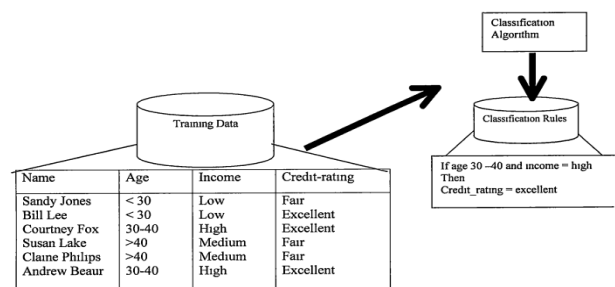 Classification
Algorithm
Training Data
Classification Rules
If age 30 –40 and income = high
Then
Credit_rating = excellent
Name Age Income Credit-rating
Sandy Jones < 30 Low Fair
Bill Lee < 30 Low Excellent
Courtney Fox 30-40 High Excellent
Susan Lake >40 Medium Fair
Claine Philips >40 Medium Fair
Andrew Beaur 30-40 High Excellent